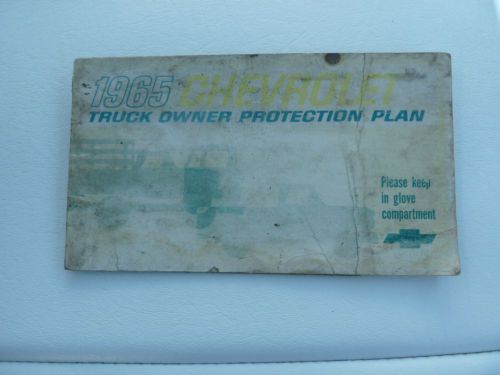 1965 CHEVROLET
TRUCK OWNER PROTECTION PLAN
Please keep
in glove
compartment